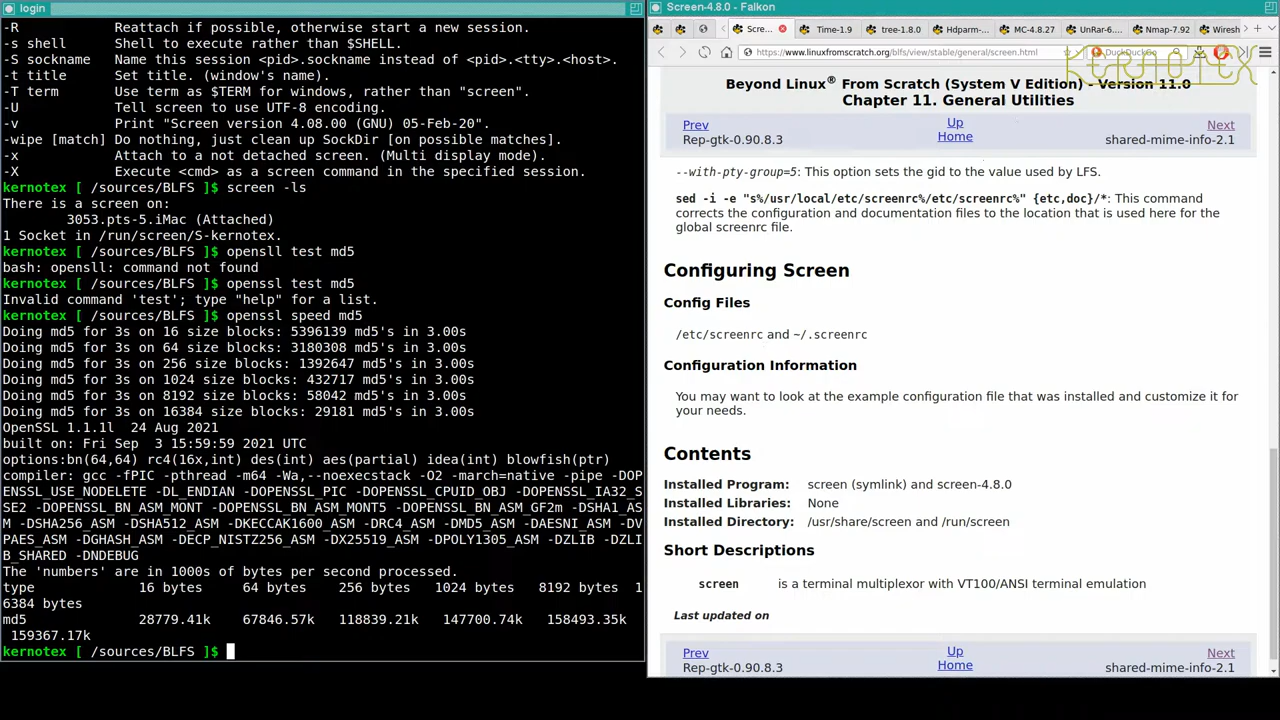 login
-R Reattach if possible, otherwise start a new session.
-s shell Shell to execute rather than $SHELL.
-S sockname Name this session <pid>.sockname instead of <pid>.<tty>.<host>.
-t title Set title. (window's name).
-T term Use term as $TERM for windows, rather than "screen".
-U Tell screen to use UTF-8 encoding.
-v Print "Screen version 4.08.00 (GNU) 05-Feb-20".
-wipe [match] Do nothing, just clean up SockDir [on possible matches].
-x Attach to a not detached screen. (Multi display mode).
-X Execute <cmd> as a screen command in the specified session.
kernotex [ /sources/BLFS ]$ screen -ls
There is a screen on:
3053.pts-5.iMac (Attached)
1 Socket in /run/screen/S-kernotex.
kernotex [ /sources/BLFS ]$ opensll test md5
bash: opensll: command not found
kernotex [ /sources/BLFS ]$ openssl test md5
Invalid command 'test'; type "help" for a list.
kernotex [ /sources/BLFS ]$ openssl speed md5
Doing md5 for 3s on 16 size blocks: 5396139 md5's in 3.00s
Doing md5 for 3s on 64 size blocks: 3180308 md5's in 3.00s
Doing md5 for 3s on 256 size blocks: 1392647 md5's in 3.00s
Doing md5 for 3s on 1024 size blocks: 432717 md5's in 3.00s
Doing md5 for 3s on 8192 size blocks: 58042 md5's in 3.00s
Doing md5 for 3s on 16384 size blocks: 29181 md5's in 3.00s
OpenSSL 1.1.1l  24 Aug 2021
built on: Fri Sep  3 15:59:59 2021 UTC
options:bn(64,64) rc4(16x,int) des(int) aes(partial) idea(int) blowfish(ptr)
compiler: gcc -fPIC -pthread -m64 -Wa,--noexecstack -O2 -march=native -pipe -DOP
ENSSL_USE_NODELETE -DL_ENDIAN -DOPENSSL_PIC -DOPENSSL_CPUID_OBJ -DOPENSSL_IA32_S
SE2 -DOPENSSL_BN_ASM_MONT -DOPENSSL_BN_ASM_MONT5 -DOPENSSL_BN_ASM_GF2m -DSHA1_AS
M -DSHA256_ASM -DSHA512_ASM -DKECCAK1600_ASM -DRC4_ASM -DMD5_ASM -DAESNI_ASM -DV
PAES_ASM -DGHASH_ASM -DECP_NISTZ256_ASM -DX25519_ASM -DPOLY1305_ASM -DZLIB -DZLI
B_SHARED -DNDEBUG
The 'numbers' are in 1000s of bytes per second processed.
type 16 bytes 64 bytes 256 bytes 1024 bytes 8192 bytes 1
6384 bytes
md5 28779.41k 67846.57k 118839.21k 147700.74k 158493.35k
159367.17k
kernotex [ /sources/BLFS ]$
Screen-4.8.0 - Falkon
Scree... Time-1.9 tree-1.8.0 Hdparm-... MC-4.8.27 UnRar-6... Nmap-7.92 Wiresh
https://www.linuxfromscratch.org/blfs/view/stable/general/screen.html
DuckDuckGo
KERNOTEX
Beyond Linux® From Scratch (System V Edition) - Version 11.0
Chapter 11. General Utilities
Prev Up Next
Rep-gtk-0.90.8.3 Home shared-mime-info-2.1
--with-pty-group=5: This option sets the gid to the value used by LFS.
sed -i -e "s%/usr/local/etc/screenrc%/etc/screenrc%" {etc,doc}/*: This command
corrects the configuration and documentation files to the location that is used here for the
global screenrc file.
Configuring Screen
Config Files
/etc/screenrc and ~/.screenrc
Configuration Information
You may want to look at the example configuration file that was installed and customize it for
your needs.
Contents
Installed Program: screen (symlink) and screen-4.8.0
Installed Libraries: None
Installed Directory: /usr/share/screen and /run/screen
Short Descriptions
screen is a terminal multiplexor with VT100/ANSI terminal emulation
Last updated on
Prev Up Next
Rep-gtk-0.90.8.3 Home shared-mime-info-2.1